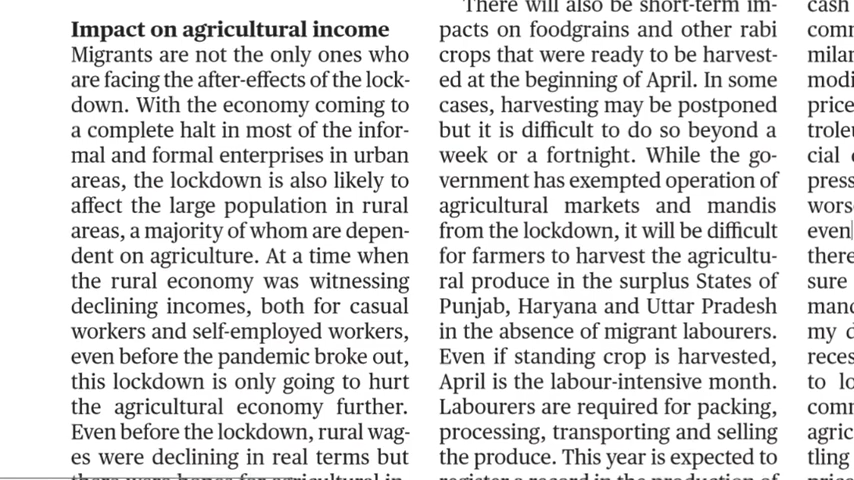 Impact on agricultural income
Migrants are not the only ones who
are facing the after-effects of the lock-
down. With the economy coming to
a complete halt in most of the infor-
mal and formal enterprises in urban
areas, the lockdown is also likely to
affect the large population in rural
areas, a majority of whom are depen-
dent on agriculture. At a time when
the rural economy was witnessing
declining incomes, both for casual
workers and self-employed workers,
even before the pandemic broke out,
this lockdown is only going to hurt
the agricultural economy further.
Even before the lockdown, rural wag-
es were declining in real terms but
There will also be short-term im-
pacts on foodgrains and other rabi
crops that were ready to be harvest-
ed at the beginning of April. In some
cases, harvesting may be postponed
but it is difficult to do so beyond a
week or a fortnight. While the go-
vernment has exempted operation of
agricultural markets and mandis
from the lockdown, it will be difficult
for farmers to harvest the agricultu-
ral produce in the surplus States of
Punjab, Haryana and Uttar Pradesh
in the absence of migrant labourers.
Even if standing crop is harvested,
April is the labour-intensive month.
Labourers are required for packing,
processing, transporting and selling
the produce. This year is expected to
register a record in the production of
cash
comm
milar
modi
price
troleu
cial
press
worse
even
there
sure
mand
my d
reces
to lo
comm
agric
tling